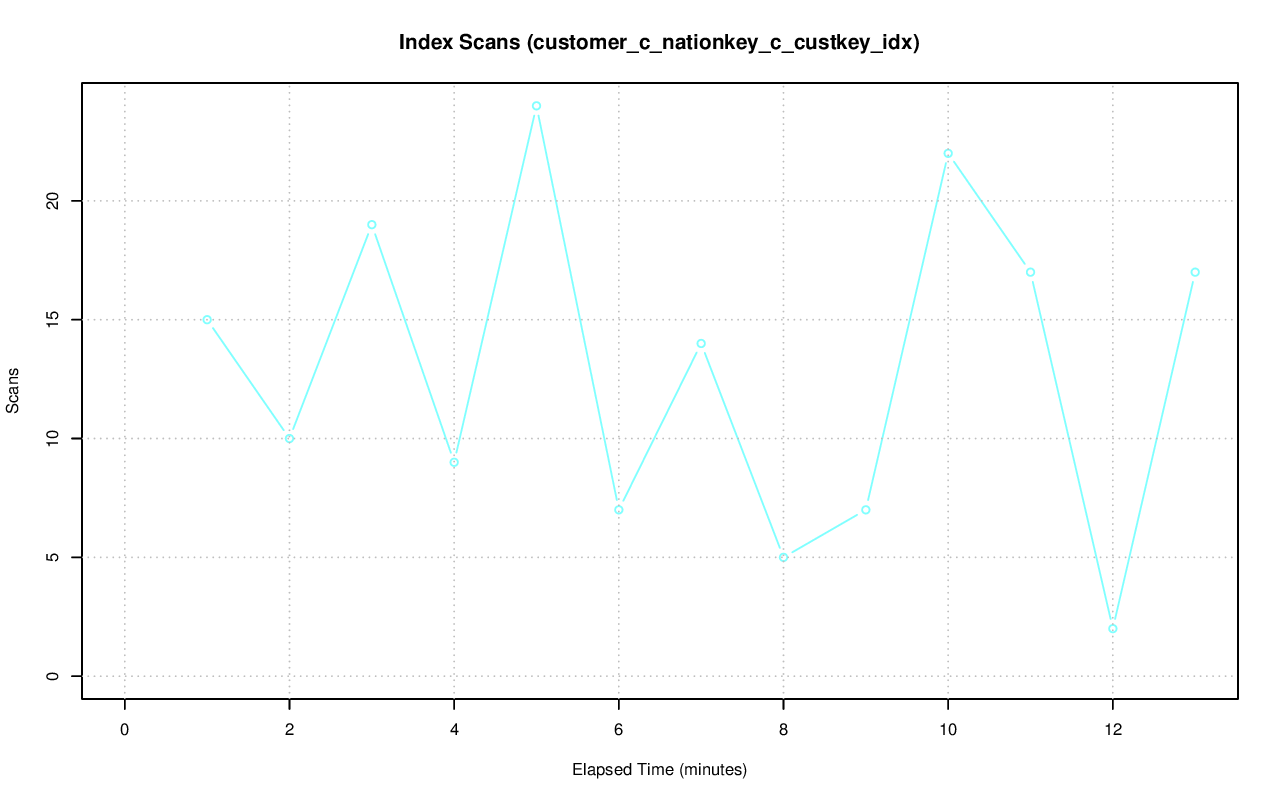 Index Scans (customer_c_nationkey_c_custkey_idx)
Scans
20
15
10
5
0
0 2 4 6 8 10 12
Elapsed Time (minutes)